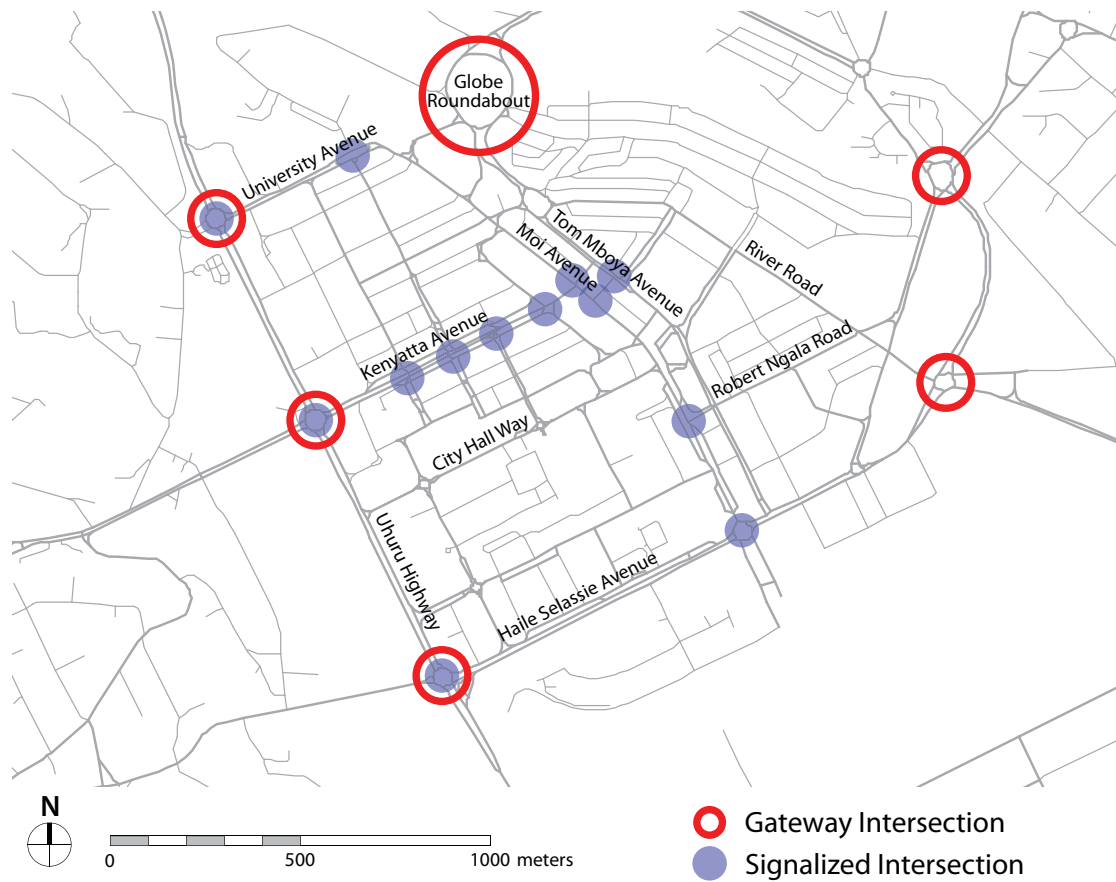 Globe
Roundabout
University Avenue
Tom Mboya Avenue
Moi Avenue
River Road
Kenyatta Avenue
Robert Ngala Road
City Hall Way
Uhuru Highway
Haile Selassie Avenue
N
0 500 1000 meters
Gateway Intersection
Signalized Intersection